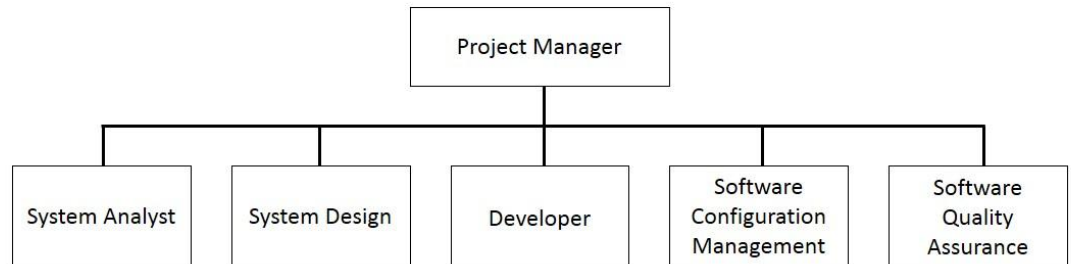 Project Manager
System Analyst
System Design
Developer
Software
Configuration
Management
Software
Quality
Assurance